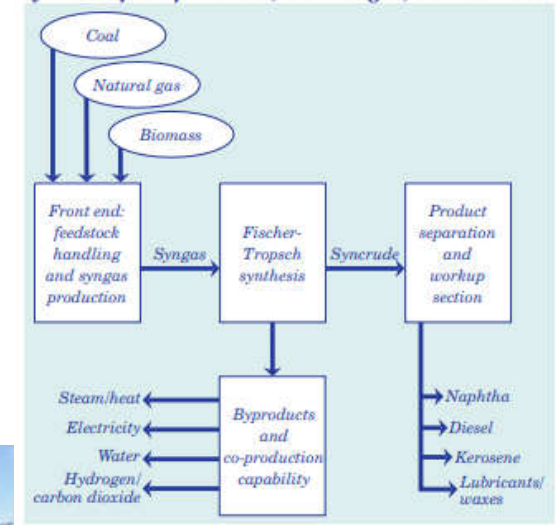 Coal
Natural gas
Biomass
Front end:
feedstock
handling
and syngas
production
Syngas
Fischer-
Tropsch
synthesis
Syncrude
Product
separation
and
workup
section
Steam/heat
Electricity
Water
Hydrogen/
carbon dioxide
Byproducts
and
co-production
capability
Naphtha
Diesel
Kerosene
Lubricants/
waxes